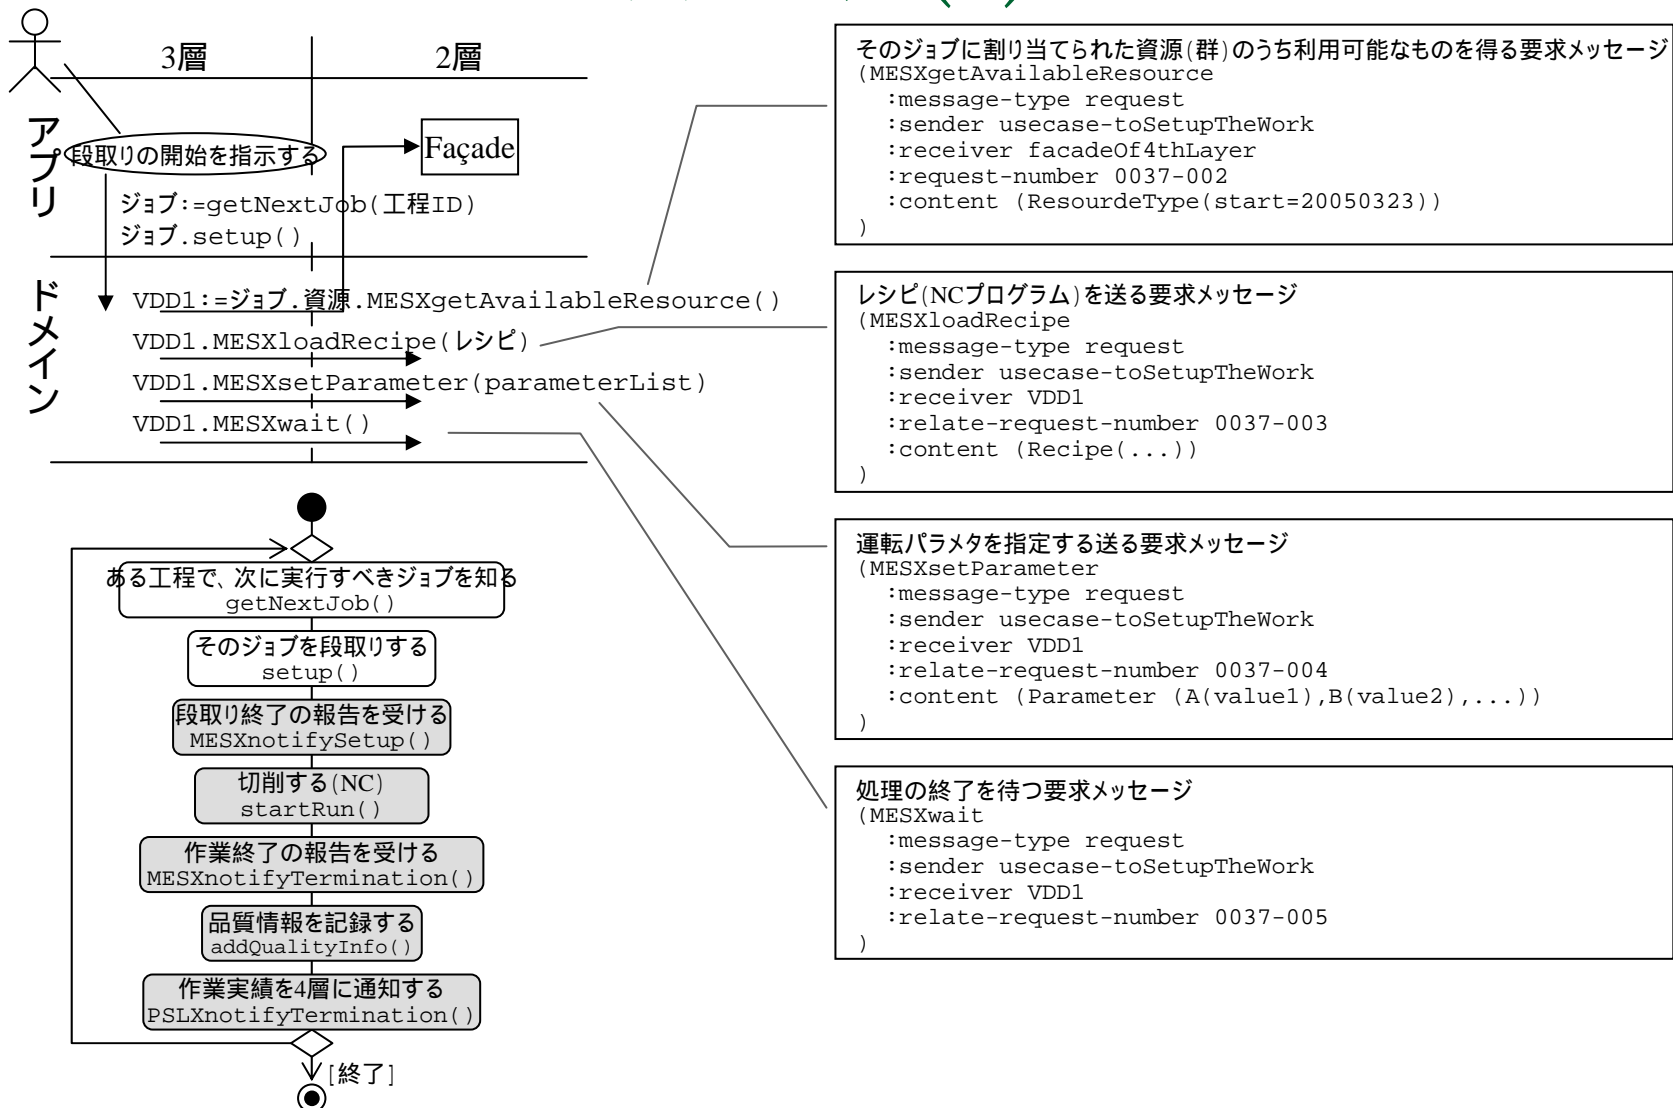 3層
2層
アプリ
段取りの開始を指示する
Façade
ジョブ:=getNextJob(工程ID)
ジョブ.setup()
ドメイン
VDD1:=ジョブ.資源.MESXgetAvailableResource()
VDD1.MESXloadRecipe(レシピ)
VDD1.MESXsetParameter(parameterList)
VDD1.MESXwait()
ある工程で、次に実行すべきジョブを知る
getNextJob()
そのジョブを段取りする
setup()
段取り終了の報告を受ける
MESXnotifySetup()
切削する(NC)
startRun()
作業終了の報告を受ける
MESXnotifyTermination()
品質情報を記録する
addQualityInfo()
作業実績を4層に通知する
PSLXnotifyTermination()
[終了]
そのジョブに割り当てられた資源(群)のうち利用可能なものを得る要求メッセージ
(MESXgetAvailableResource
:message-type request
:sender usecase-toSetupTheWork
:receiver facadeOf4thLayer
:request-number 0037-002
:content (ResourdeType(start=20050323))
)
レシピ(NCプログラム)を送る要求メッセージ
(MESXloadRecipe
:message-type request
:sender usecase-toSetupTheWork
:receiver VDD1
:relate-request-number 0037-003
:content (Recipe(...))
)
運転パラメタを指定する送る要求メッセージ
(MESXsetParameter
:message-type request
:sender usecase-toSetupTheWork
:receiver VDD1
:relate-request-number 0037-004
:content (Parameter (A(value1),B(value2),...))
)
処理の終了を待つ要求メッセージ
(MESXwait
:message-type request
:sender usecase-toSetupTheWork
:receiver VDD1
:relate-request-number 0037-005
)